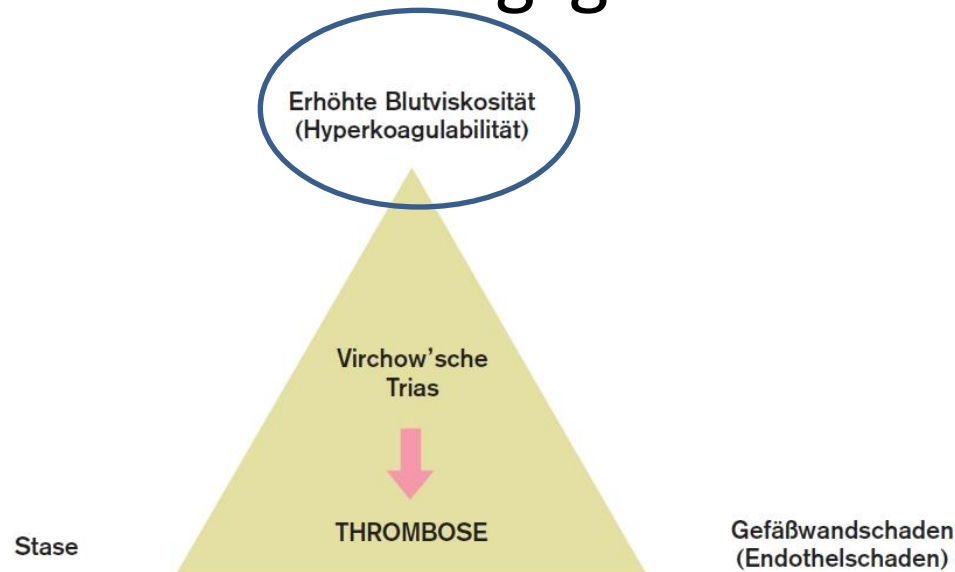 Erhöhte Blutviskosität
(Hyperkoagulabilität)
Virchow’sche
Trias
THROMBOSE
Stase
Gefäßwandschaden
(Endothelschaden)